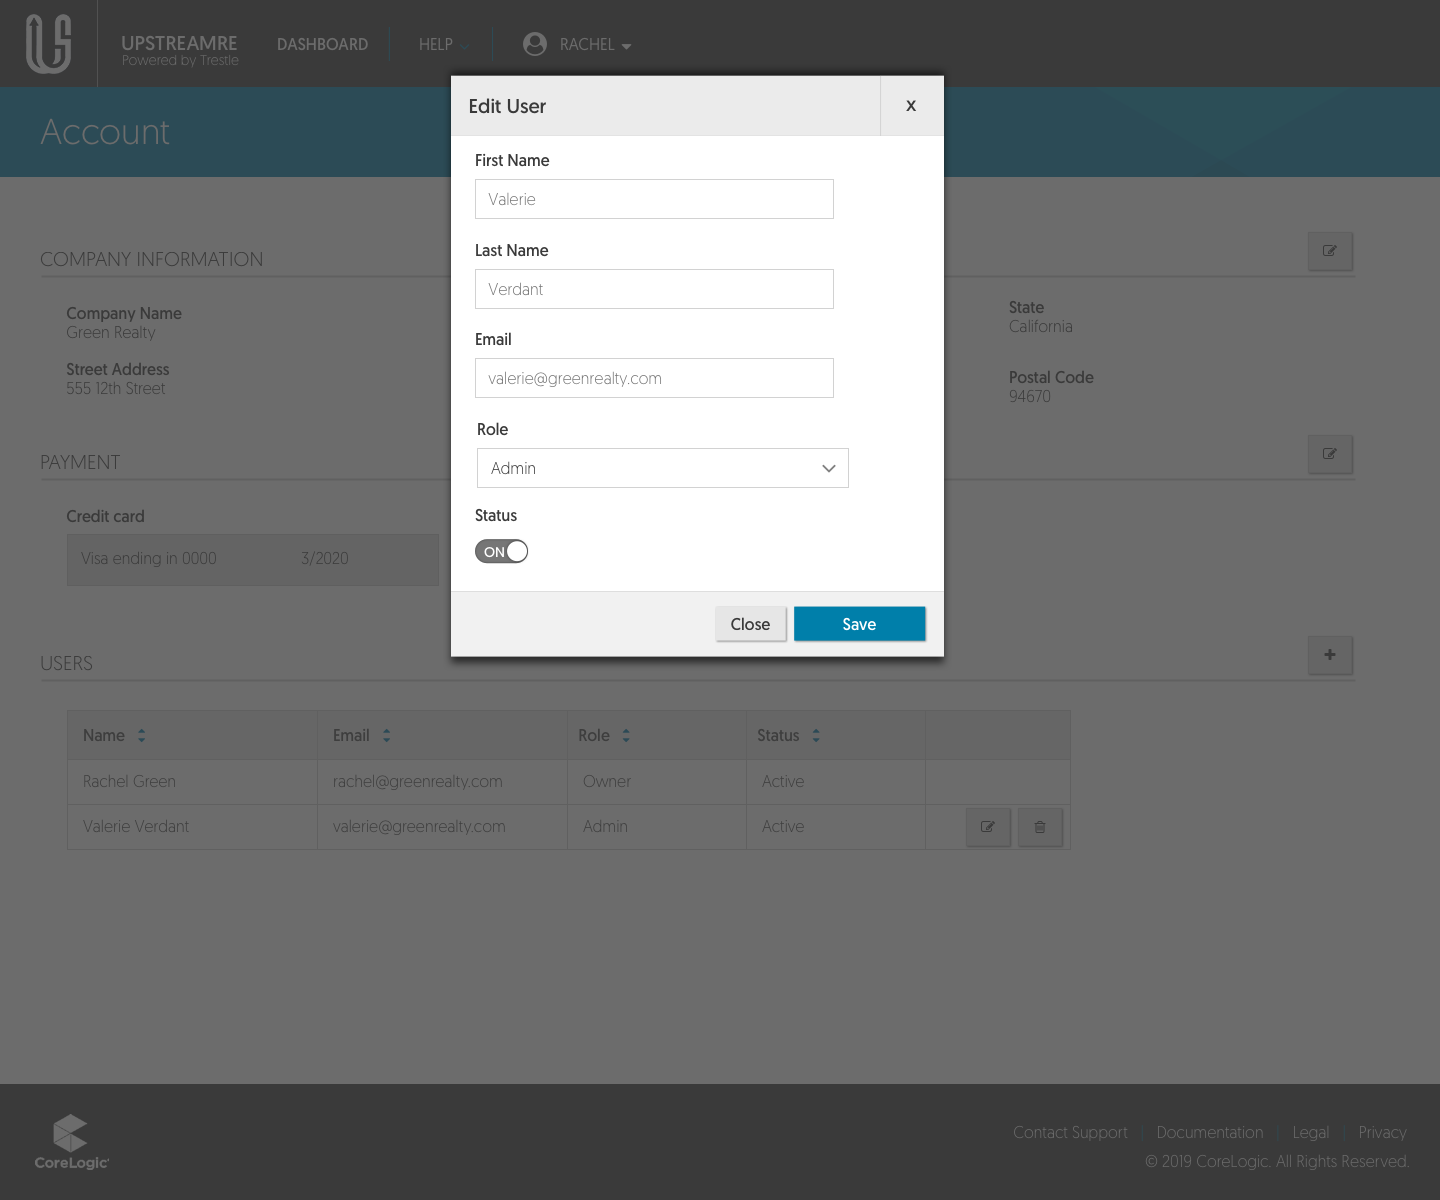 UPSTREAMRE
Powered by Trestle
DASHBOARD
HELP
RACHEL
Account
Edit User
X
First Name
Valerie
Last Name
Verdant
Email
valerie@greenrealty.com
Role
Admin
Status
ON
Close
Save
COMPANY INFORMATION
Company Name
Green Realty
Street Address
555 12th Street
State
California
Postal Code
94670
PAYMENT
Credit card
Visa ending in 0000 3/2020
USERS
Name Email Role Status
Rachel Green rachel@greenrealty.com Owner Active
Valerie Verdant valerie@greenrealty.com Admin Active
CoreLogic
Contact Support Documentation Legal Privacy
© 2019 CoreLogic. All Rights Reserved.